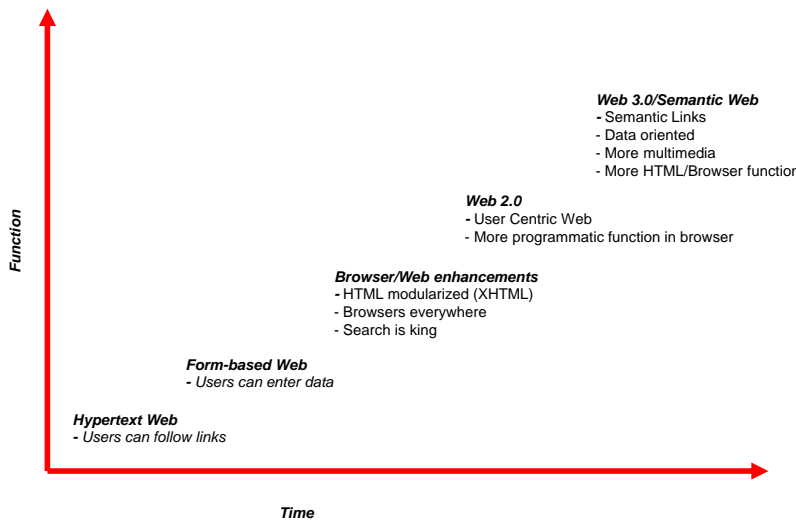 Web 3.0/Semantic Web
- Semantic Links
- Data oriented
- More multimedia
- More HTML/Browser function
Web 2.0
- User Centric Web
- More programmatic function in browser
Function
Browser/Web enhancements
- HTML modularized (XHTML)
- Browsers everywhere
- Search is king
Form-based Web
- Users can enter data
Hypertext Web
- Users can follow links
Time